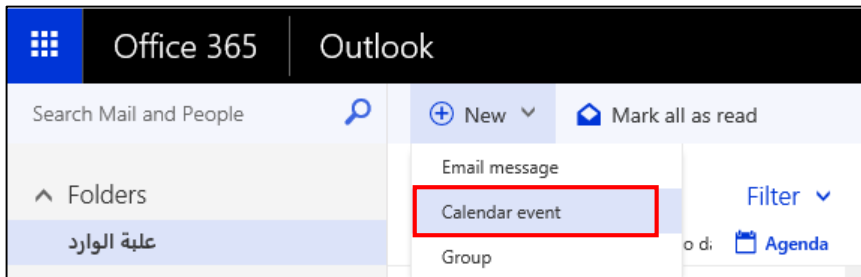 Office 365 Outlook
Search Mail and People
New
Mark all as read
Email message
Folders
Calendar event
Filter
علبة الوارد
Agenda
Group